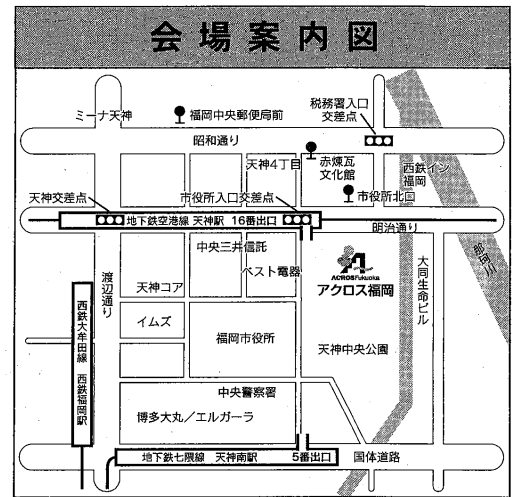 会場案内図
ミーナ天神
福岡中央郵便局前
税務署入口
交差点
昭和通り
天神4丁目
赤煉瓦
文化館
西鉄イン
福岡
天神交差点
市役所入口交差点
市役所北口
地下鉄空港線 天神駅 16番出口
明治通り
那珂川
中央三井信託
ベスト電器
渡辺通り
天神コア
ACROS Fukuoka
アクロス福岡
大同生命ビル
イムズ
福岡市役所
天神中央公園
西鉄大牟田線 西鉄福岡駅
中央警察署
博多大丸/エルガーラ
地下鉄七隈線 天神南駅 5番出口
国体道路